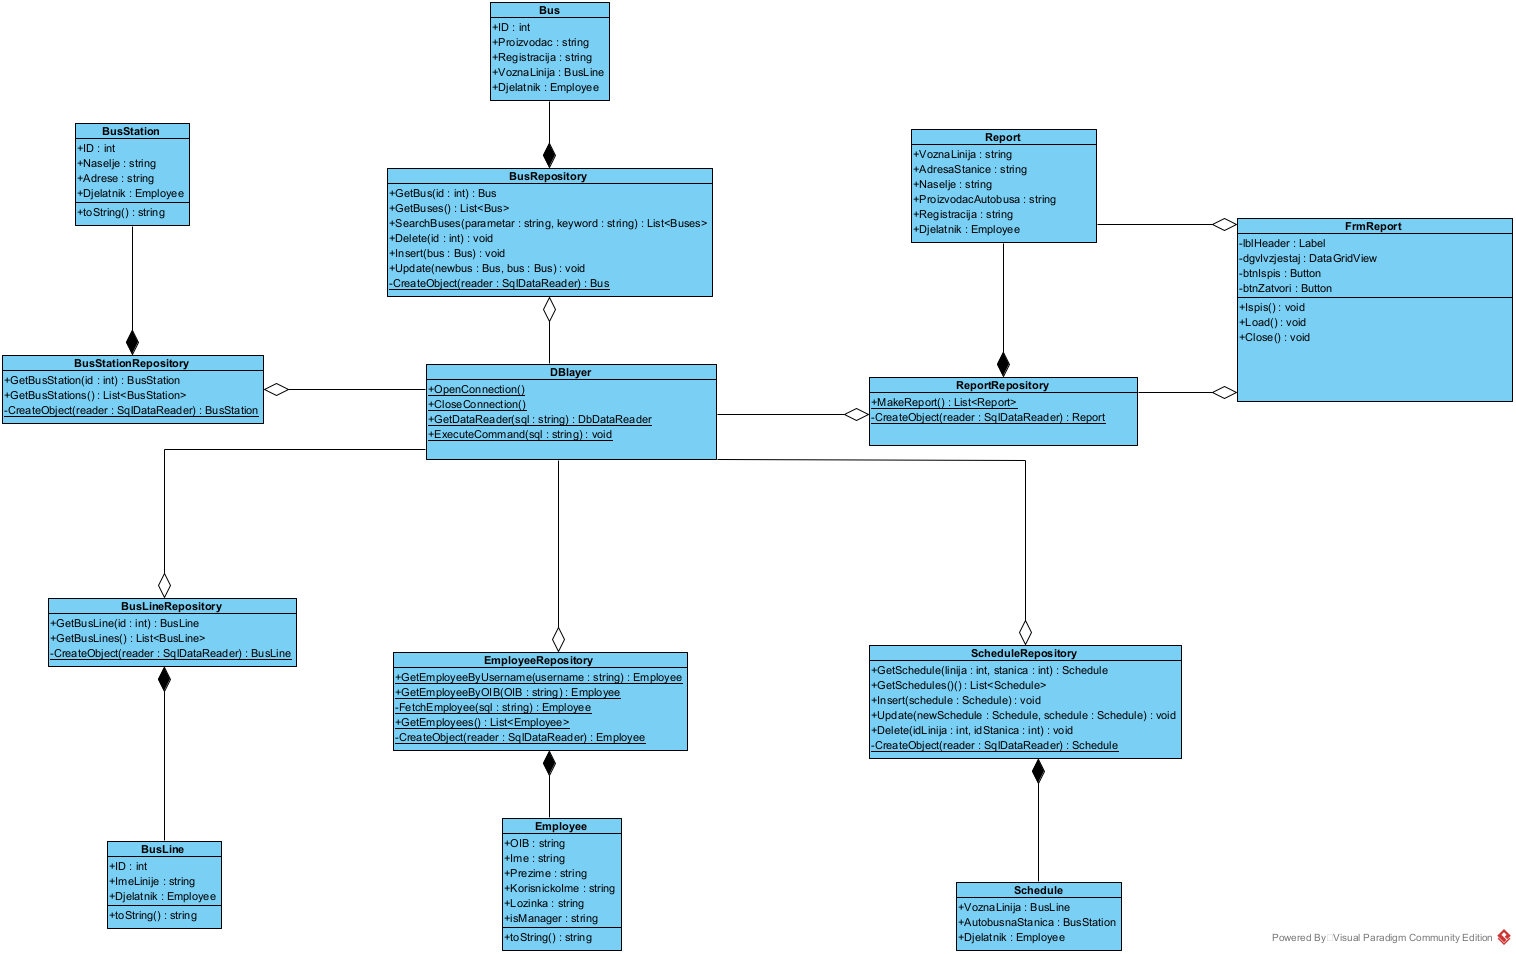 Bus
+ID : int
+Proizvodac : string
+Registracija : string
+VoznaLinija : BusLine
+Djelatnik : Employee
BusStation
+ID : int
+Naselje : string
+Adrese : string
+Djelatnik : Employee
+toString() : string
BusRepository
+GetBus(id : int) : Bus
+GetBuses() : List<Bus>
+SearchBuses(parametar : string, keyword : string) : List<Buses>
+Delete(id : int) : void
+Insert(bus : Bus) : void
+Update(newbus : Bus, bus : Bus) : void
-CreateObject(reader : SqlDataReader) : Bus
Report
+VoznaLinija : string
+AdresaStanice : string
+Naselje : string
+ProizvodacAutobusa : string
+Registracija : string
+Djelatnik : Employee
FrmReport
-lblHeader : Label
-dgvIvzjestaj : DataGridView
-btnIspis : Button
-btnZatvori : Button
+Ispis() : void
+Load() : void
+Close() : void
BusStationRepository
+GetBusStation(id : int) : BusStation
+GetBusStations() : List<BusStation>
-CreateObject(reader : SqlDataReader) : BusStation
DBlayer
+OpenConnection()
+CloseConnection()
+GetDataReader(sql : string) : DbDataReader
+ExecuteCommand(sql : string) : void
ReportRepository
+MakeReport() : List<Report>
-CreateObject(reader : SqlDataReader) : Report
BusLineRepository
+GetBusLine(id : int) : BusLine
+GetBusLines() : List<BusLine>
-CreateObject(reader : SqlDataReader) : BusLine
EmployeeRepository
+GetEmployeeByUsername(username : string) : Employee
+GetEmployeeByOIB(OIB : string) : Employee
-FetchEmployee(sql : string) : Employee
+GetEmployees() : List<Employee>
-CreateObject(reader : SqlDataReader) : Employee
ScheduleRepository
+GetSchedule(linija : int, stanica : int) : Schedule
+GetSchedules()() : List<Schedule>
+Insert(schedule : Schedule) : void
+Update(newSchedule : Schedule, schedule : Schedule) : void
+Delete(idLinija : int, idStanica : int) : void
-CreateObject(reader : SqlDataReader) : Schedule
BusLine
+ID : int
+ImeLinije : string
+Djelatnik : Employee
+toString() : string
Employee
+OIB : string
+Ime : string
+Prezime : string
+KorisnickoIme : string
+Lozinka : string
+isManager : string
+toString() : string
Schedule
+VoznaLinija : BusLine
+AutobusnaStanica : BusStation
+Djelatnik : Employee
Powered By Visual Paradigm Community Edition